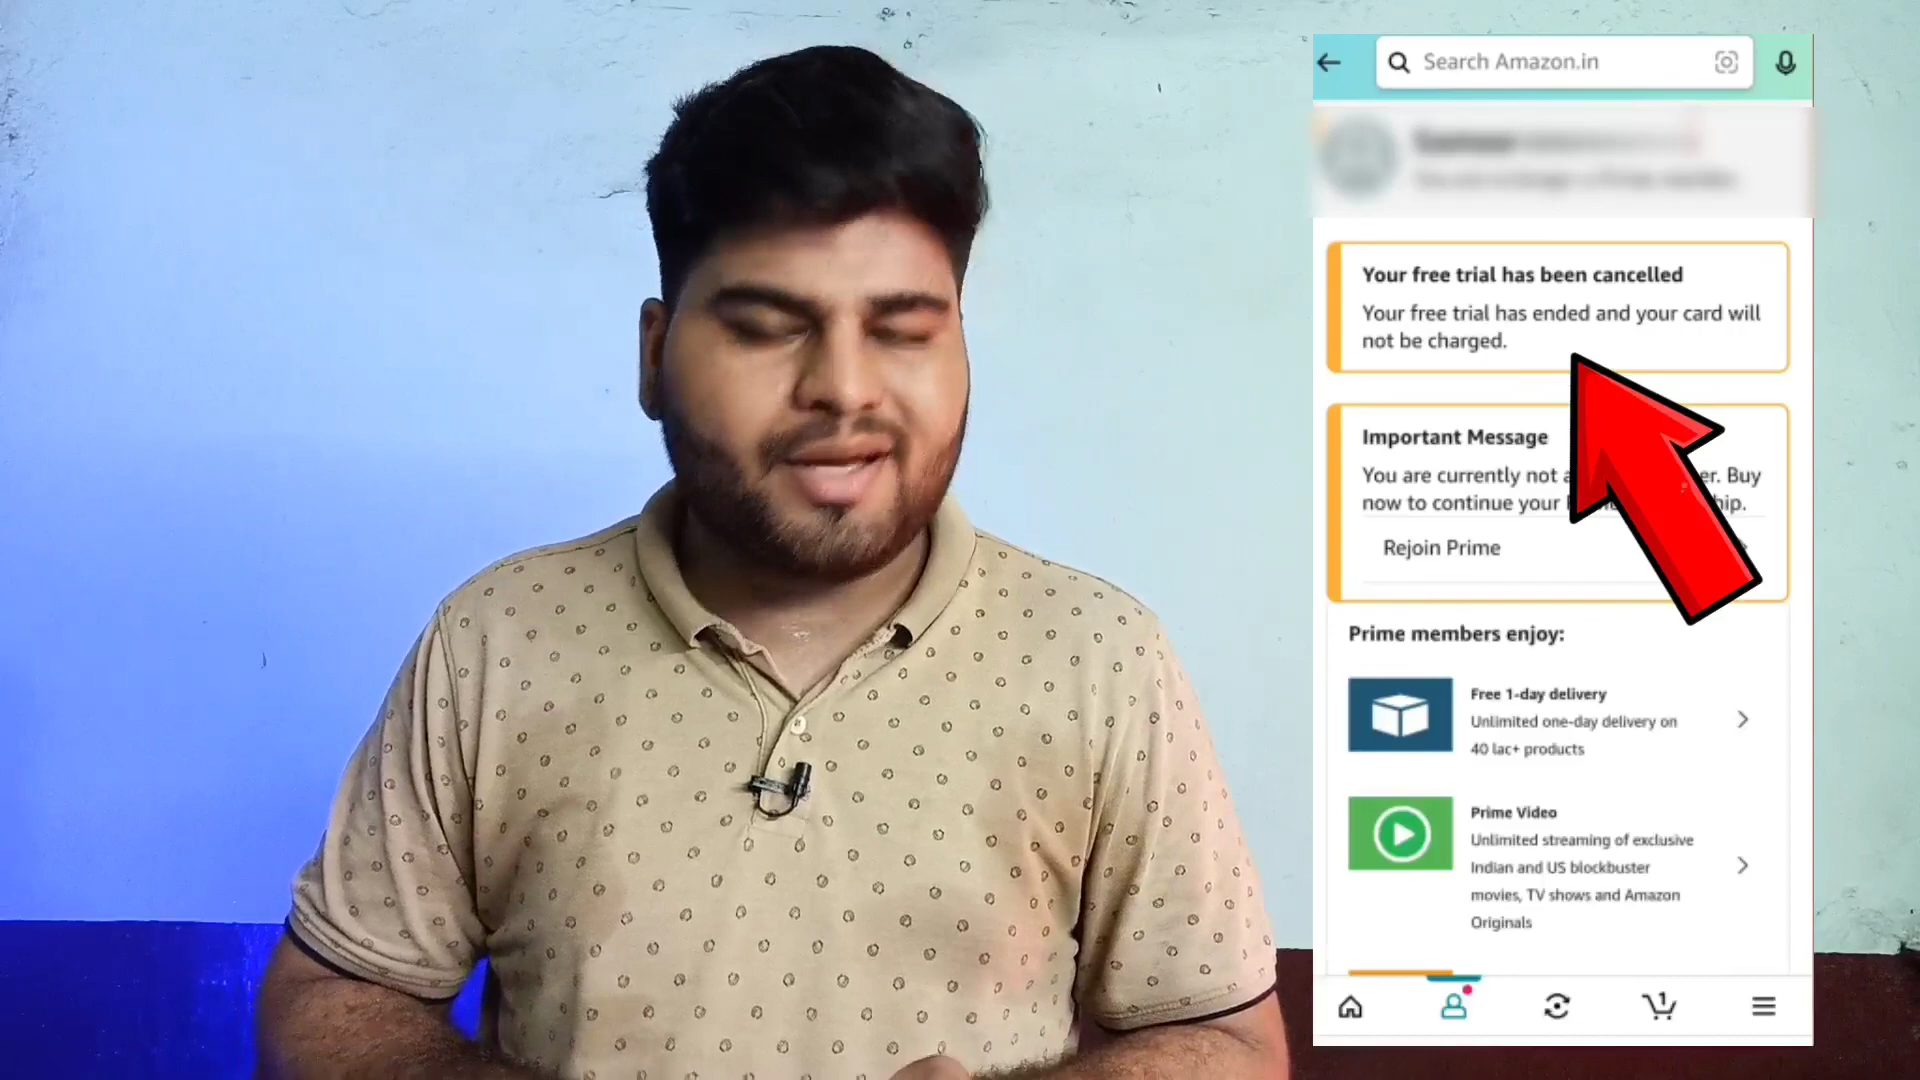 Search Amazon.in
Your free trial has been cancelled
Your free trial has ended and your card will
not be charged.
Important Message
You are currently not a er. Buy
now to continue your hip.
Rejoin Prime
Prime members enjoy:
Free 1-day delivery
Unlimited one-day delivery on
40 lac+ products
Prime Video
Unlimited streaming of exclusive
Indian and US blockbuster
movies, TV shows and Amazon
Originals
1